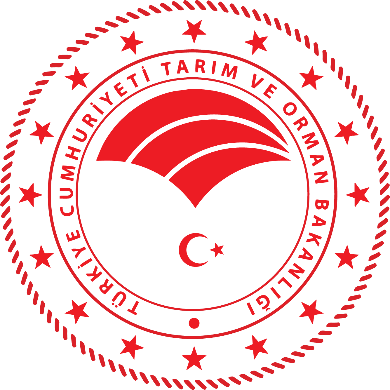 TÜRKİYE CUMHURİYETİ TARIM VE ORMAN BAKANLIĞI